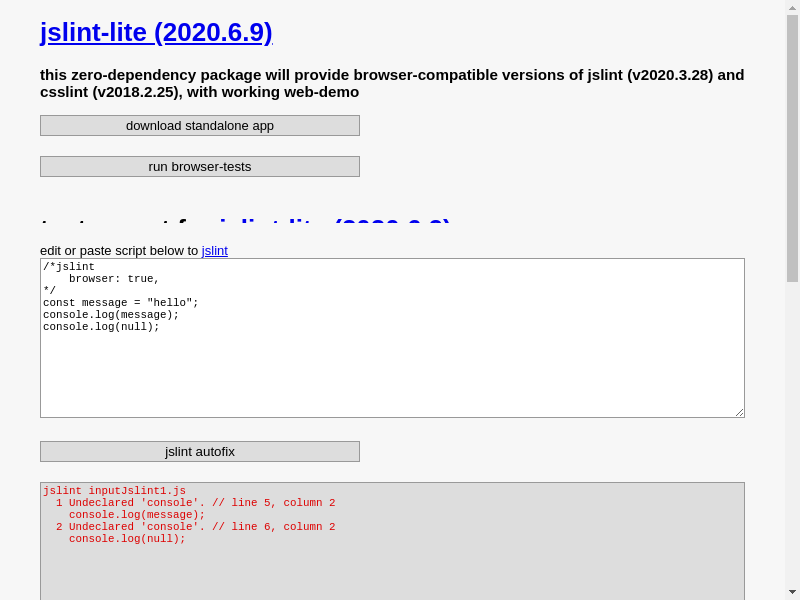 jslint-lite (2020.6.9)
this zero-dependency package will provide browser-compatible versions of jslint (v2020.3.28) and
csslint (v2018.2.25), with working web-demo
download standalone app
run browser-tests
edit or paste script below to jslint
/*jslint
    browser: true,
*/
const message = "hello";
console.log(message);
console.log(null);
jslint autofix
jslint inputJslint1.js
  1 Undeclared 'console'. // line 5, column 2
    console.log(message);
  2 Undeclared 'console'. // line 6, column 2
    console.log(null);